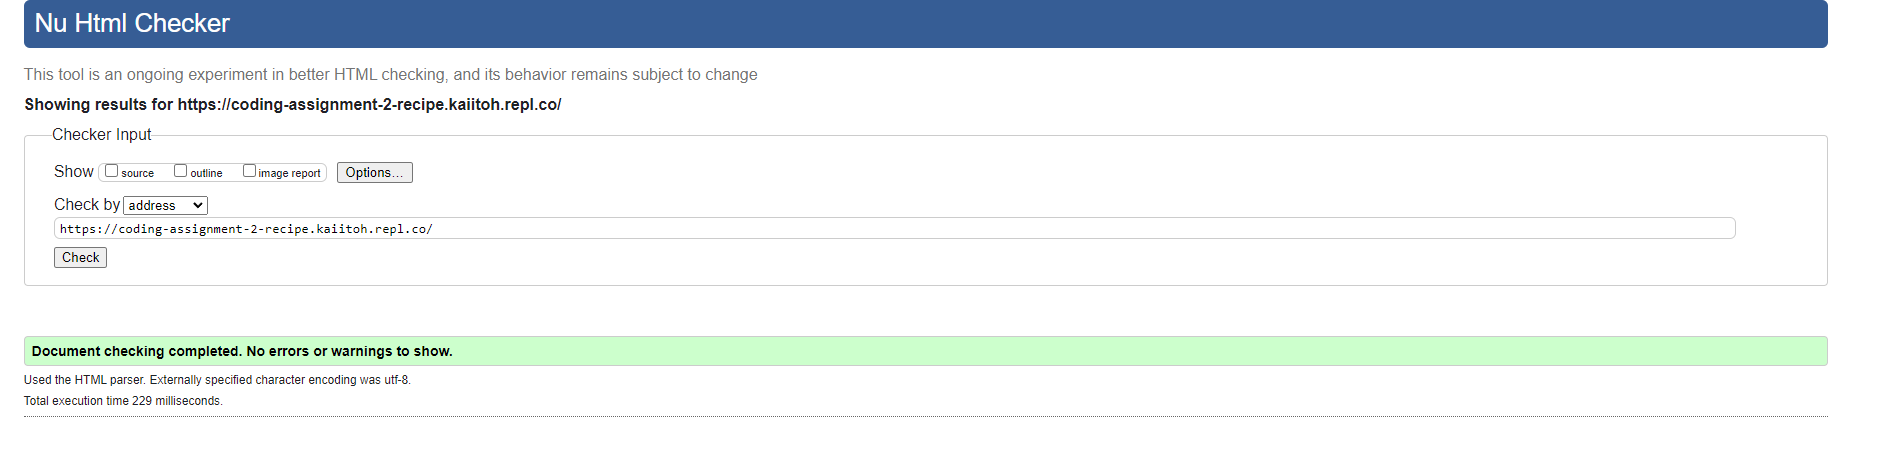 Nu Html Checker
This tool is an ongoing experiment in better HTML checking, and its behavior remains subject to change
Showing results for https://coding-assignment-2-recipe.kaiitoh.repl.co/
Checker Input
Show source outline image report Options...
Check by address
https://coding-assignment-2-recipe.kaiitoh.repl.co/
Check
Document checking completed. No errors or warnings to show.
Used the HTML parser. Externally specified character encoding was utf-8.
Total execution time 229 milliseconds.